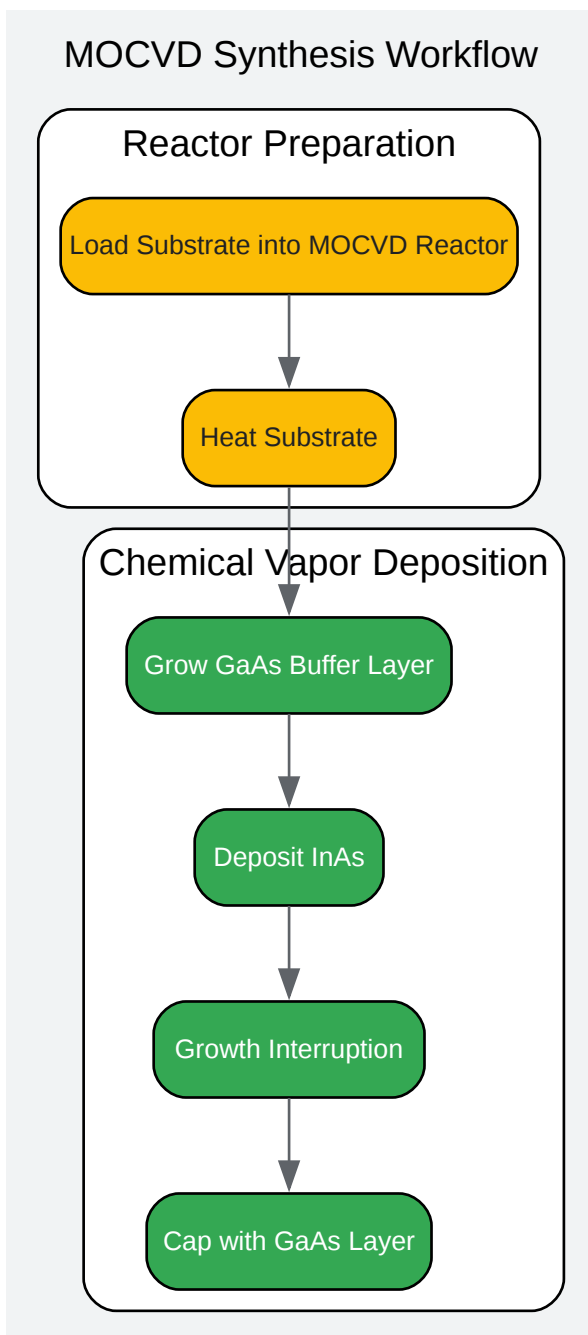 MOCVD Synthesis Workflow
Reactor Preparation
Load Substrate into MOCVD Reactor
Heat Substrate
Chemical Vapor Deposition
Grow GaAs Buffer Layer
Deposit InAs
Growth Interruption
Cap with GaAs Layer